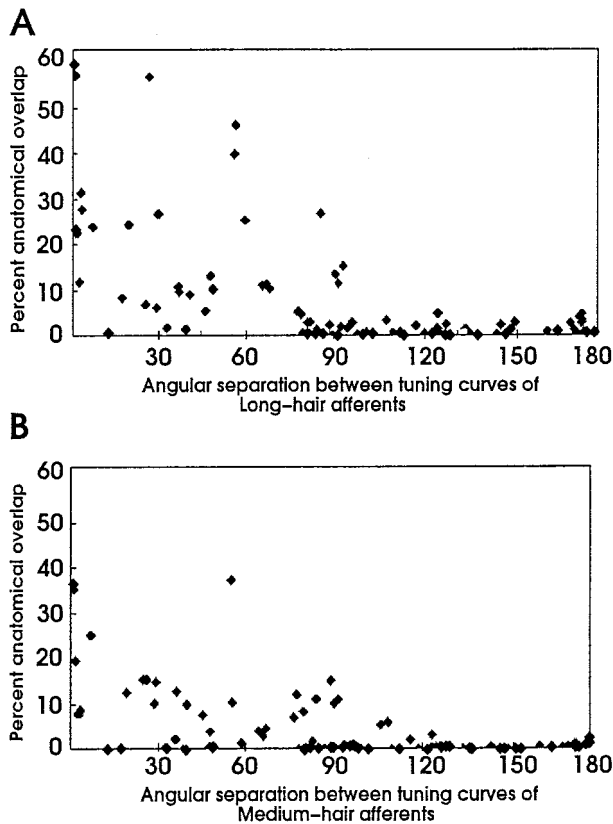 A
Percent anatomical overlap
60
50
40
30
20
10
0
30 60 90 120 150 180
Angular separation between tuning curves of
Long-hair afferents
B
Percent anatomical overlap
60
50
40
30
20
10
0
30 60 90 120 150 180
Angular separation between tuning curves of
Medium-hair afferents